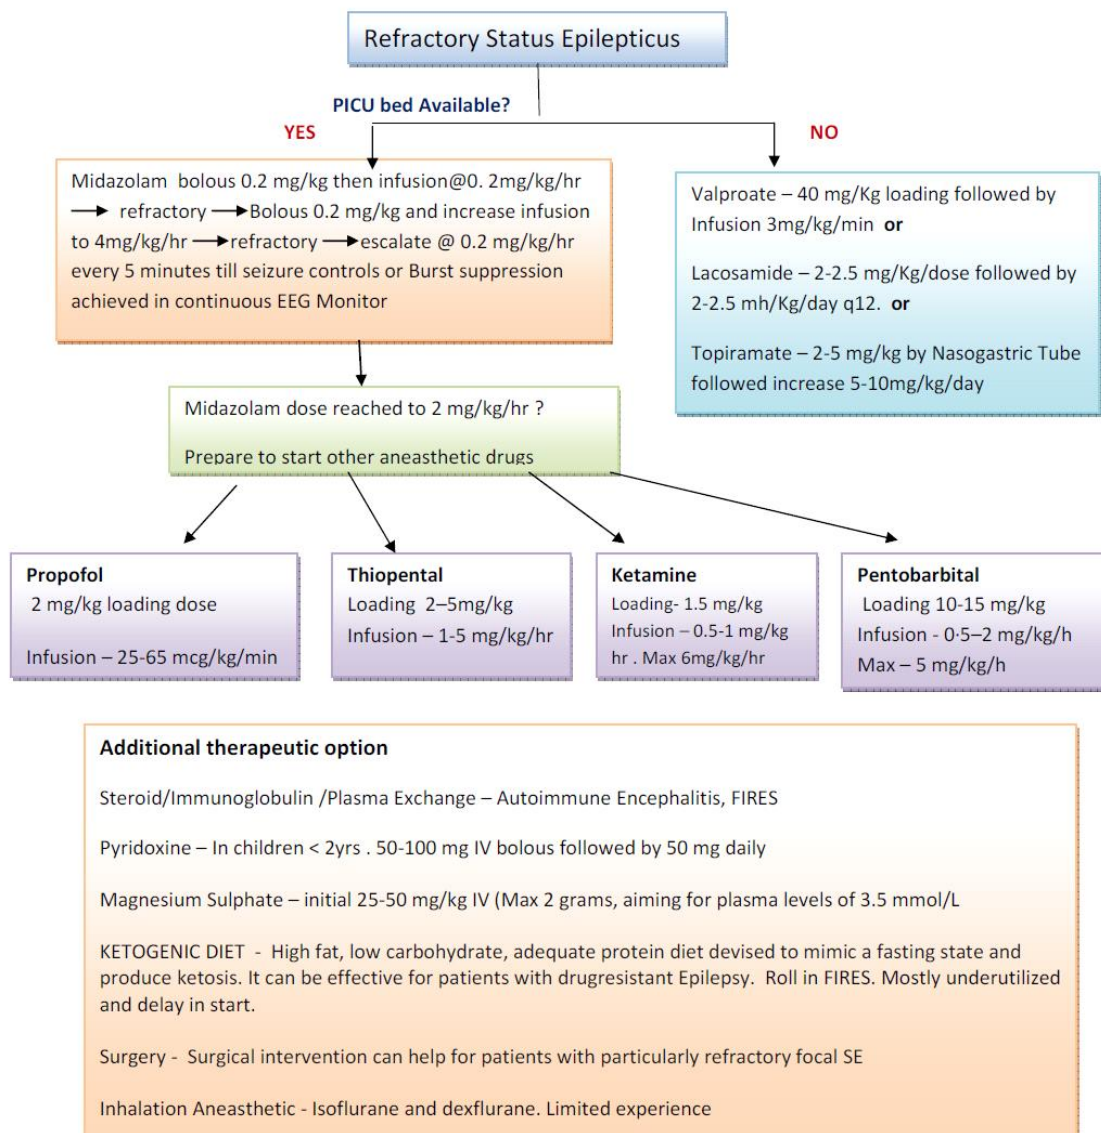 Refractory Status Epilepticus
PICU bed Available?
YES
NO
Midazolam bolous 0.2 mg/kg then infusion@0. 2mg/kg/hr
refractory Bolous 0.2 mg/kg and increase infusion
to 4mg/kg/hr refractory escalate @ 0.2 mg/kg/hr
every 5 minutes till seizure controls or Burst suppression
achieved in continuous EEG Monitor
Valproate – 40 mg/Kg loading followed by
Infusion 3mg/kg/min or
Lacosamide – 2-2.5 mg/Kg/dose followed by
2-2.5 mh/Kg/day q12. or
Topiramate – 2-5 mg/kg by Nasogastric Tube
followed increase 5-10mg/kg/day
Midazolam dose reached to 2 mg/kg/hr ?
Prepare to start other aneasthetic drugs
Propofol
2 mg/kg loading dose
Infusion – 25-65 mcg/kg/min
Thiopental
Loading 2–5mg/kg
Infusion – 1-5 mg/kg/hr
Ketamine
Loading- 1.5 mg/kg
Infusion – 0.5-1 mg/kg
hr . Max 6mg/kg/hr
Pentobarbital
Loading 10-15 mg/kg
Infusion - 0·5–2 mg/kg/h
Max – 5 mg/kg/h
Additional therapeutic option
Steroid/Immunoglobulin /Plasma Exchange – Autoimmune Encephalitis, FIRES
Pyridoxine – In children < 2yrs . 50-100 mg IV bolous followed by 50 mg daily
Magnesium Sulphate – initial 25-50 mg/kg IV (Max 2 grams, aiming for plasma levels of 3.5 mmol/L
KETOGENIC DIET - High fat, low carbohydrate, adequate protein diet devised to mimic a fasting state and
produce ketosis. It can be effective for patients with drugresistant Epilepsy. Roll in FIRES. Mostly underutilized
and delay in start.
Surgery - Surgical intervention can help for patients with particularly refractory focal SE
Inhalation Aneasthetic - Isoflurane and dexflurane. Limited experience